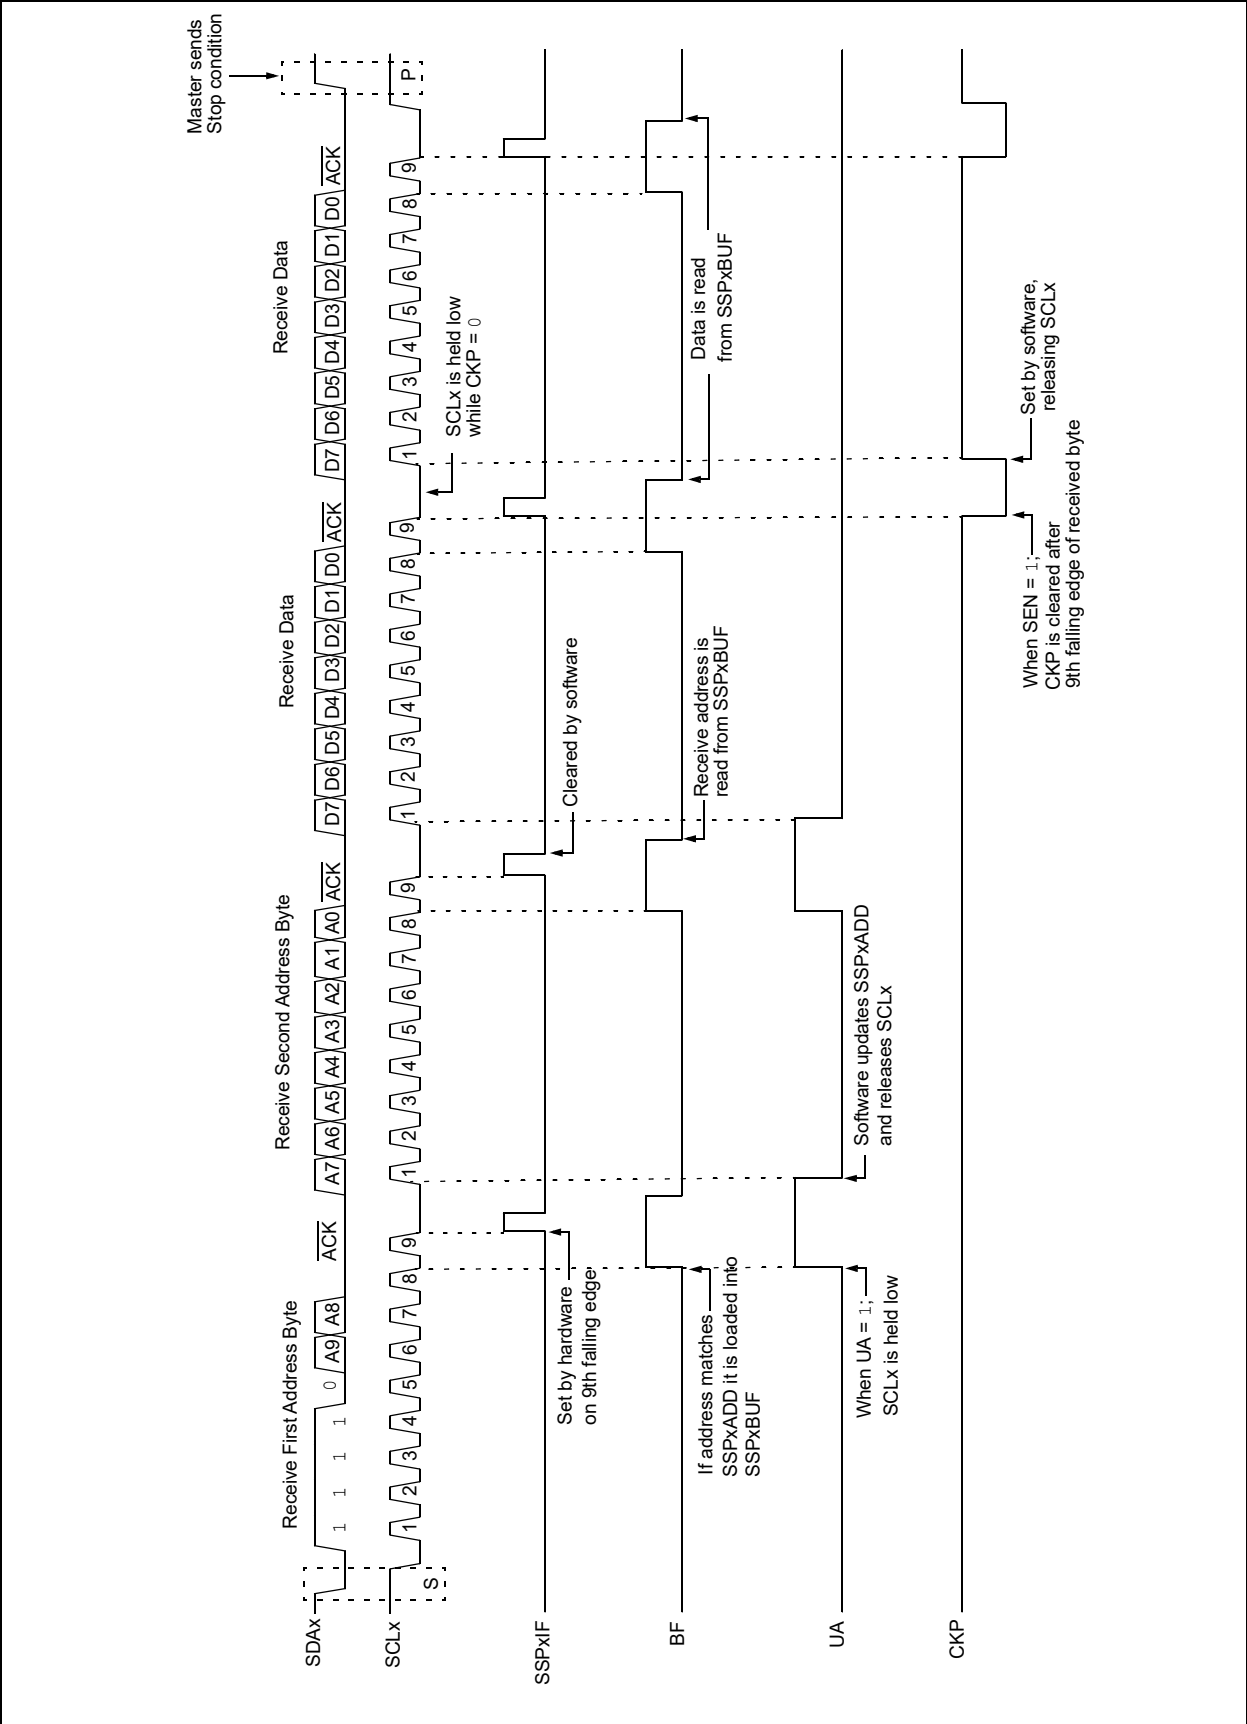 Master sends
Stop condition
Receive First Address Byte
Receive Second Address Byte
Receive Data
Receive Data
SDAx
1 1 1 1 0 A9 A8 ACK A7 A6 A5 A4 A3 A2 A1 A0 ACK D7 D6 D5 D4 D3 D2 D1 D0 ACK D7 D6 D5 D4 D3 D2 D1 D0 ACK
SCLx
S 1 2 3 4 5 6 7 8 9 1 2 3 4 5 6 7 8 9 1 2 3 4 5 6 7 8 9 1 2 3 4 5 6 7 8 9 P
SCLx is held low
while CKP = 0
SSPxIF
Set by hardware
on 9th falling edge
Cleared by software
BF
If address matches
SSPxADD it is loaded into
SSPxBUF
Receive address is
read from SSPxBUF
Data is read
from SSPxBUF
UA
When UA = 1;
SCLx is held low
Software updates SSPxADD
and releases SCLx
CKP
When SEN = 1;
CKP is cleared after
9th falling edge of received byte
Set by software,
releasing SCLx